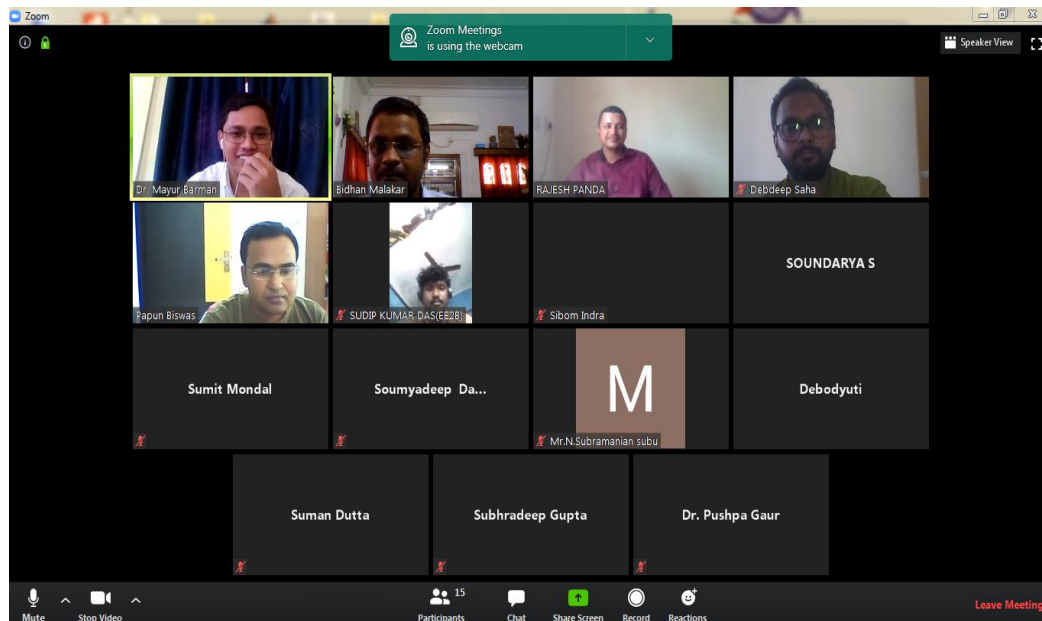 Zoom
Zoom Meetings
is using the webcam
Speaker View
Dr. Mayur Barman
Bidhan Malakar
RAJESH PANDA
Debdeep Saha
Papun Biswas
SUDIP KUMAR DAS(EE2B)
Sibom Indra
SOUNDARYA S
Sumit Mondal
Soumyadeep Da...
M
Mr.N.Subramanian subu
Debodyuti
Suman Dutta
Subhradeep Gupta
Dr. Pushpa Gaur
Mute
Stop Video
15
Participants
Chat
Share Screen
Record
Reactions
Leave Meeting